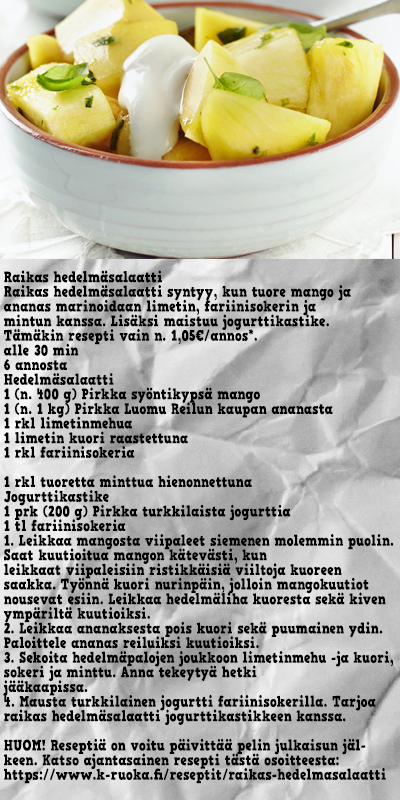 Raikas hedelmäsalaatti
Raikas hedelmäsalaatti syntyy, kun tuore mango ja
ananas marinoidaan limetin, fariinisokerin ja
mintun kanssa. Lisäksi maistuu jogurttikastike.
Tämäkin resepti vain n. 1,05€/annos*.
alle 30 min
6 annosta
Hedelmäsalaatti
1 (n. 400 g) Pirkka syöntikypsä mango
1 (n. 1 kg) Pirkka Luomu Reilun kaupan ananasta
1 rkl limetinmehua
1 limetin kuori raastettuna
1 rkl fariinisokeria

1 rkl tuoretta minttua hienonnettuna
Jogurttikastike
1 prk (200 g) Pirkka turkkilaista jogurttia
1 tl fariinisokeria
1. Leikkaa mangosta viipaleet siemenen molemmin puolin.
Saat kuutioitua mangon kätevästi, kun
leikkaat viipaleisiin ristikkäisiä viiltoja kuoreen
saakka. Työnnä kuori nurinpäin, jolloin mangokuutiot
nousevat esiin. Leikkaa hedelmäliha kuoresta sekä kiven
ympäriltä kuutioiksi.
2. Leikkaa ananaksesta pois kuori sekä puumainen ydin.
Paloittele ananas reiluiksi kuutioiksi.
3. Sekoita hedelmäpalojen joukkoon limetinmehu -ja kuori,
sokeri ja minttu. Anna tekeytyä hetki
jääkaapissa.
4. Mausta turkkilainen jogurtti fariinisokerilla. Tarjoa
raikas hedelmäsalaatti jogurttikastikkeen kanssa.

HUOM! Reseptiä on voitu päivittää pelin julkaisun jäl-
keen. Katso ajantasainen resepti tästä osoitteesta:
https://www.k-ruoka.fi/reseptit/raikas-hedelmasalaatti